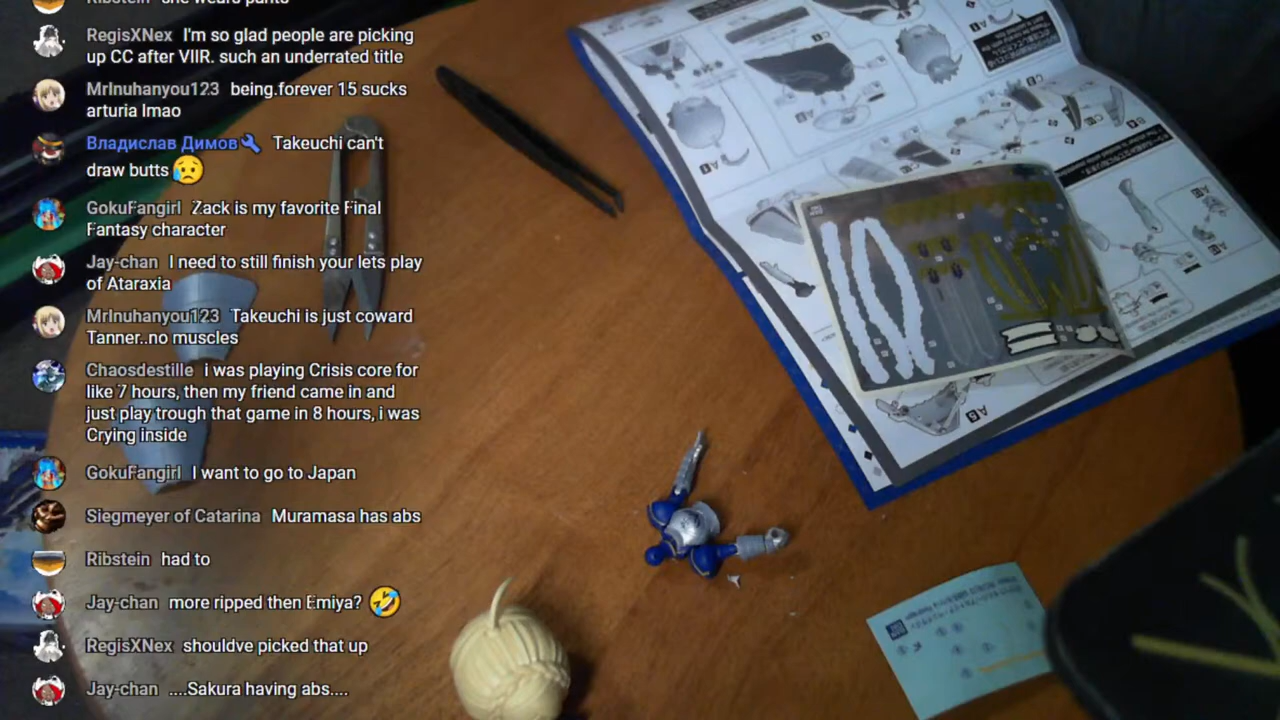 Ribstein she wears pants
RegisXNex I'm so glad people are picking
up CC after VIIR. such an underrated title
MrInuhanyou123 being.forever 15 sucks
arturia lmao
Владислав Димов Takeuchi can't
draw butts
GokuFangirl Zack is my favorite Final
Fantasy character
Jay-chan I need to still finish your lets play
of Ataraxia
MrInuhanyou123 Takeuchi is just coward
Tanner..no muscles
Chaosdestille i was playing Crisis core for
like 7 hours, then my friend came in and
just play trough that game in 8 hours, i was
Crying inside
GokuFangirl I want to go to Japan
Siegmeyer of Catarina Muramasa has abs
Ribstein had to
Jay-chan more ripped then Emiya?
RegisXNex shouldve picked that up
Jay-chan ....Sakura having abs....